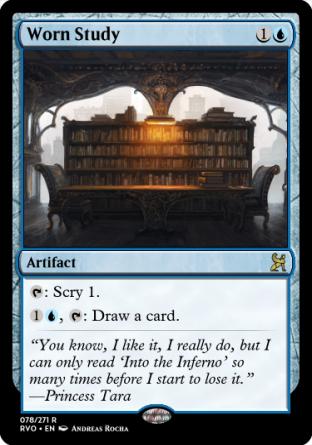 Worn Study 1
Artifact
: Scry 1.
1, : Draw a card.
“You know, I like it, I really do, but I
can only read ‘Into the Inferno’ so
many times before I start to lose it.”
—Princess Tara
078/271 R
RVO • EN Andreas Rocha